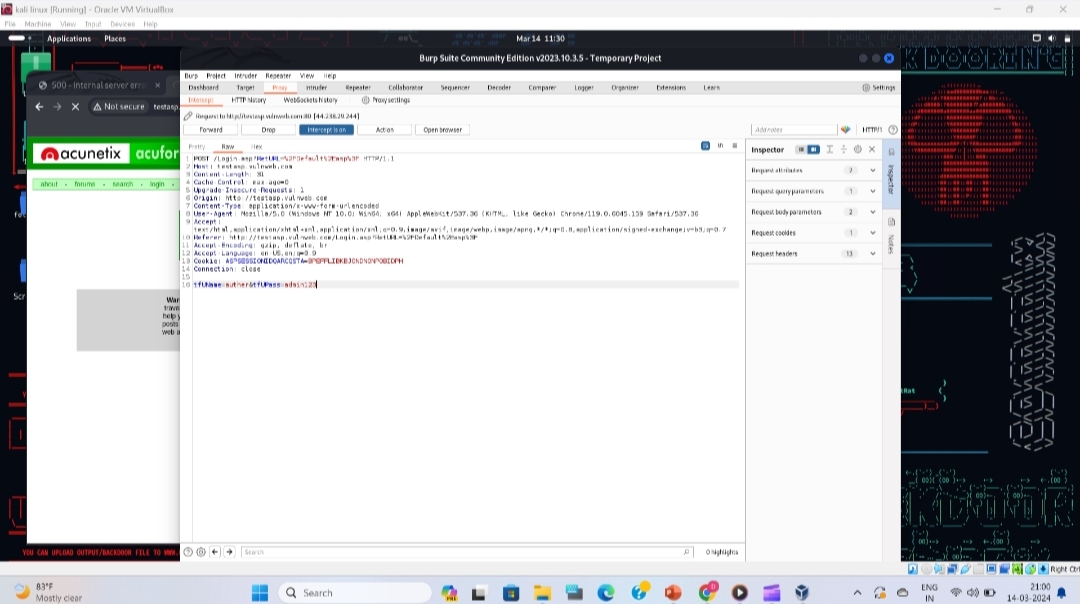 kali linux [Running] - Oracle VM VirtualBox
File Machine View Input Devices Help
Applications Places
Mar 14 11:30
Burp Suite Community Edition v2023.10.3.5 - Temporary Project
Burp Project Intruder Repeater View Help
Dashboard Target Proxy Intruder Repeater Collaborator Sequencer Decoder Comparer Logger Organizer Extensions Learn Settings
Intercept HTTP history WebSockets history Proxy settings
Request to http://testasp.vulnweb.com:80 [44.238.29.244]
Forward Drop Intercept is on Action Open browser Add notes HTTP/1
Pretty Raw Hex
1 POST /Login.asp?RetURL=%2FDefault%2Easp%3F HTTP/1.1
2 Host: testasp.vulnweb.com
3 Content-Length: 31
4 Cache-Control: max-age=0
5 Upgrade-Insecure-Requests: 1
6 Origin: http://testasp.vulnweb.com
7 Content-Type: application/x-www-form-urlencoded
8 User-Agent: Mozilla/5.0 (Windows NT 10.0; Win64; x64) AppleWebKit/537.36 (KHTML, like Gecko) Chrome/119.0.6045.159 Safari/537.36
9 Accept:
text/html,application/xhtml+xml,application/xml;q=0.9,image/avif,image/webp,image/apng,*/*;q=0.8,application/signed-exchange;v=b3;q=0.7
10 Referer: http://testasp.vulnweb.com/Login.asp?RetURL=%2FDefault%2Easp%3F
11 Accept-Encoding: gzip, deflate, br
12 Accept-Language: en-US,en;q=0.9
13 Cookie:
14 Connection: close
15
16 tfUName=auther&tfUPass=admin123
Inspector
Request attributes 2
Request query parameters 1
Request body parameters 2
Request cookies 1
Request headers 13
Inspector
Notes
Search 0 highlights
500 - Internal server err
Not secure testasp
acunetix acufor
about - forums - search - login -
War
trave
help y
posts
web a
YOU CAN UPLOAD OUTPUT/BACKDOOR FILE TO WWW.
Right Ctrl
83°F
Mostly clear
Search
ENG
IN
21:00
14-03-2024